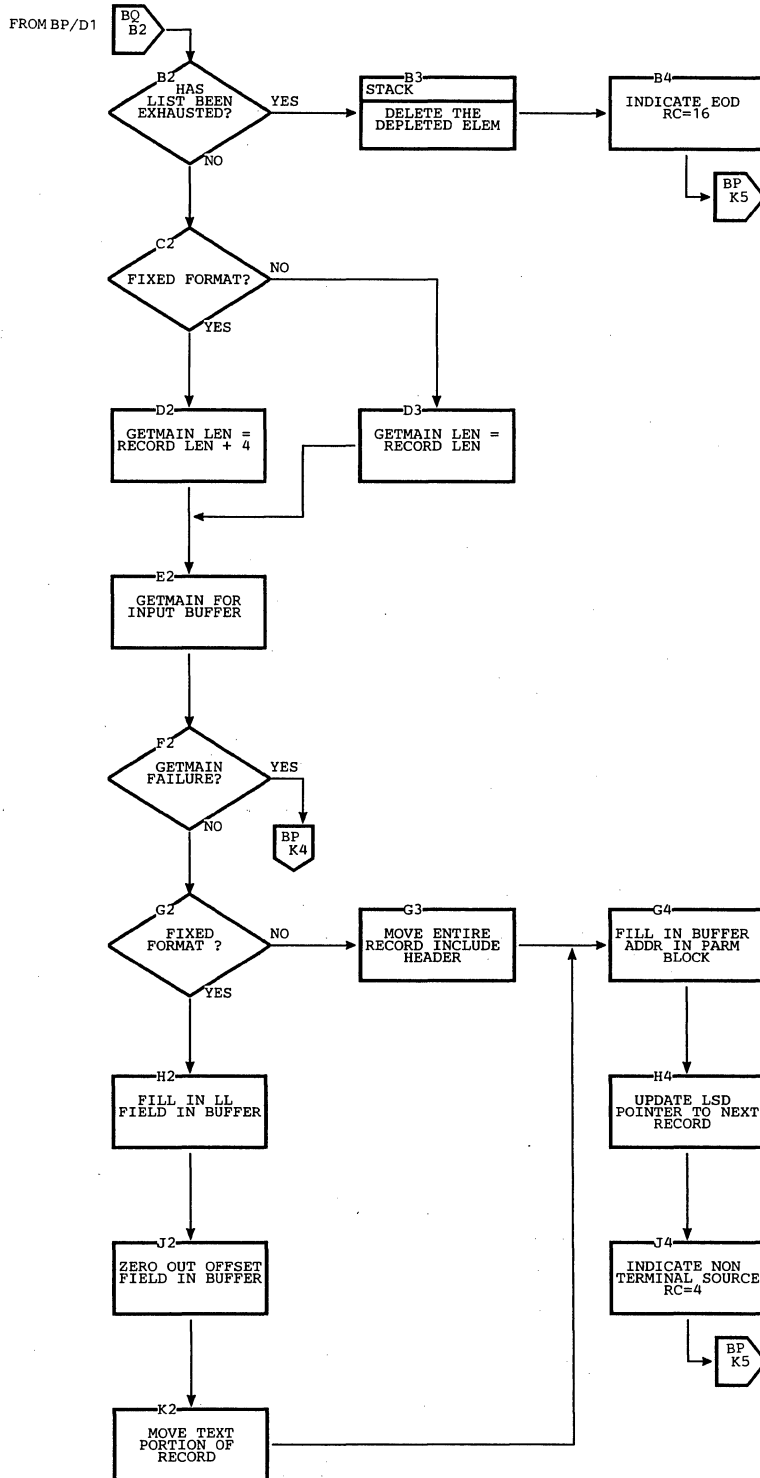 FROM BP/D1
BQ
B2
B2
HAS
LIST BEEN
EXHAUSTED?
YES
NO
B3
STACK
DELETE THE
DEPLETED ELEM
B4
INDICATE EOD
RC=16
BP
K5
C2
FIXED FORMAT?
NO
YES
D2
GETMAIN LEN =
RECORD LEN + 4
D3
GETMAIN LEN =
RECORD LEN
E2
GETMAIN FOR
INPUT BUFFER
F2
GETMAIN
FAILURE?
YES
NO
BP
K4
G2
FIXED
FORMAT ?
NO
YES
G3
MOVE ENTIRE
RECORD INCLUDE
HEADER
G4
FILL IN BUFFER
ADDR IN PARM
BLOCK
H2
FILL IN LL
FIELD IN BUFFER
H4
UPDATE LSD
POINTER TO NEXT
RECORD
J2
ZERO OUT OFFSET
FIELD IN BUFFER
J4
INDICATE NON
TERMINAL SOURCE
RC=4
BP
K5
K2
MOVE TEXT
PORTION OF
RECORD